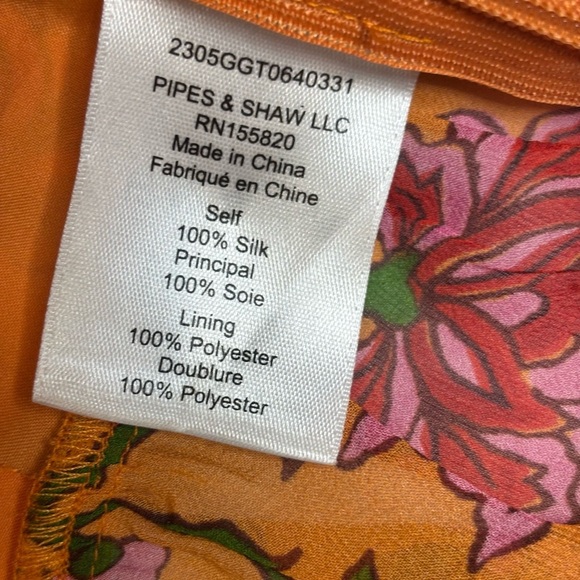 2305GGT0640331
PIPES & SHAW LLC
RN155820
Made in China
Fabriqué en Chine
Self
100% Silk
Principal
100% Soie
Lining
100% Polyester
Doublure
100% Polyester